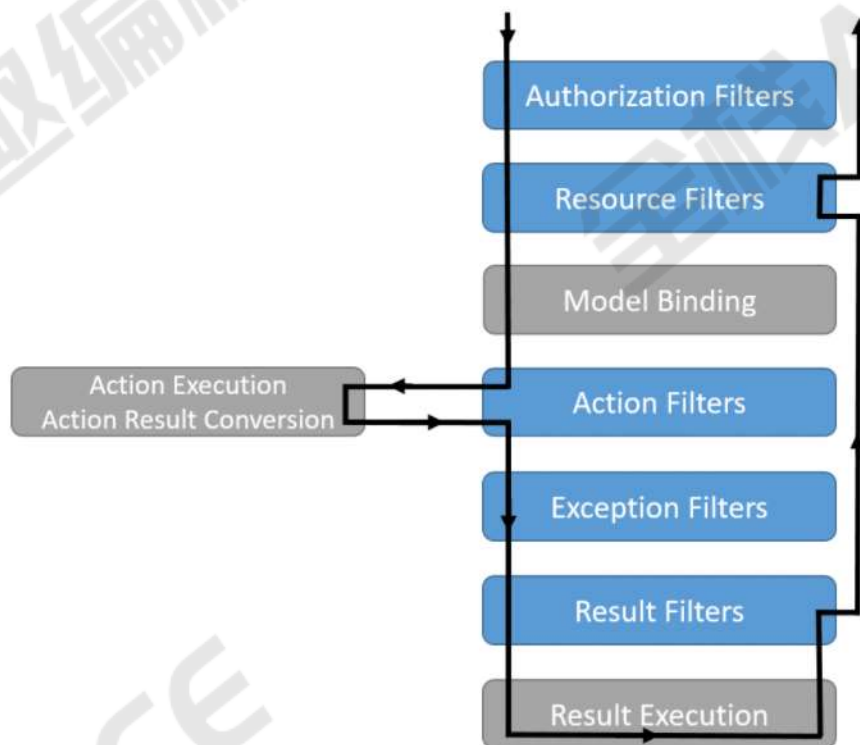 Authorization Filters
Resource Filters
Model Binding
Action Execution
Action Result Conversion
Action Filters
Exception Filters
Result Filters
Result Execution